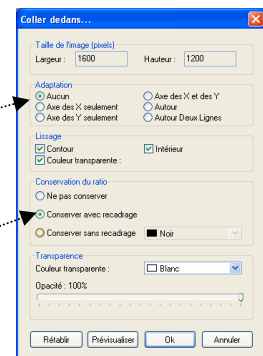 Coller dedans...
Taille de l'image (pixels)
Largeur : 1600 Hauteur : 1200
Adaptation
Aucun Axe des X et des Y
Axe des X seulement Autour
Axe des Y seulement Autour Deux Lignes
Lissage
Contour Intérieur
Couleur transparente :
Conservation du ratio
Ne pas conserver
Conserver avec recadrage
Conserver sans recadrage Noir
Transparence
Couleur transparente : Blanc
Opacité : 100%
Rétablir Prévisualiser Ok Annuler